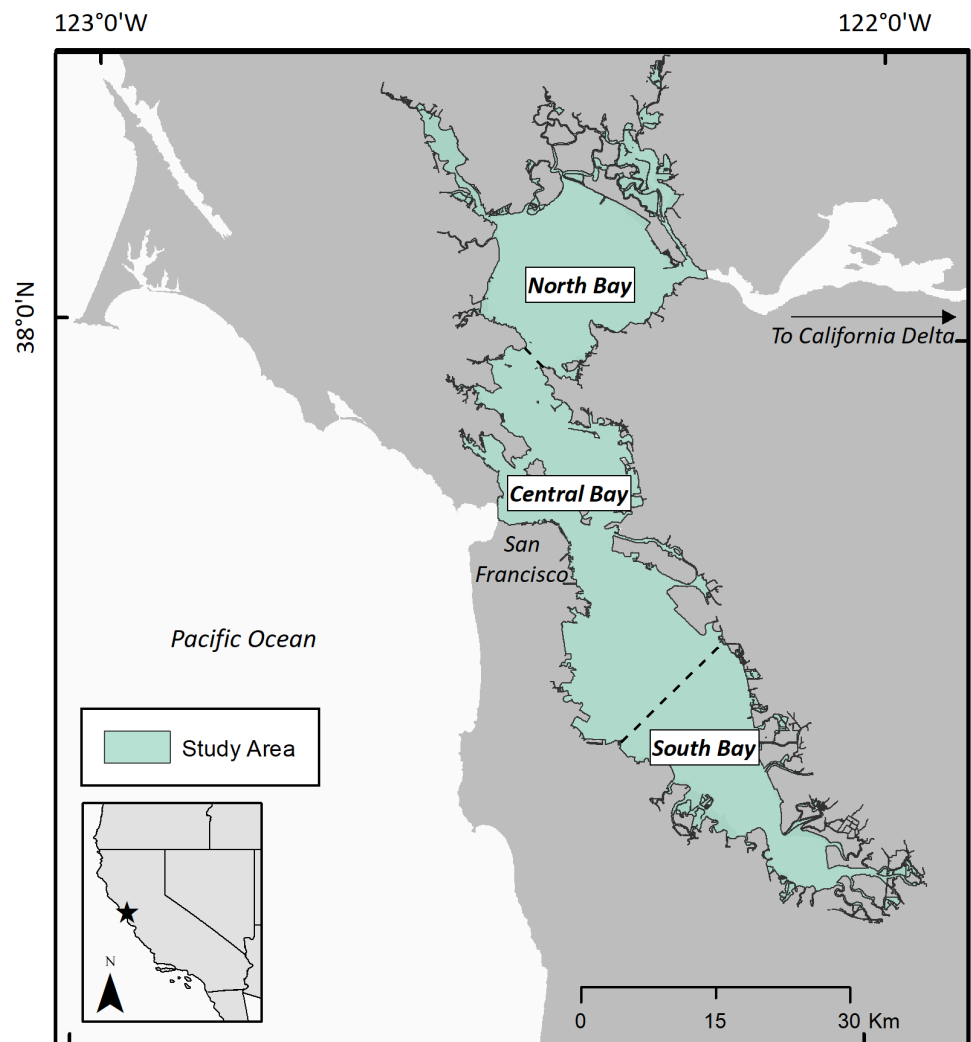 123°0'W
122°0'W
38°0'N
North Bay
To California Delta
Central Bay
San
Francisco
Pacific Ocean
South Bay
Study Area
N
0 15 30 Km